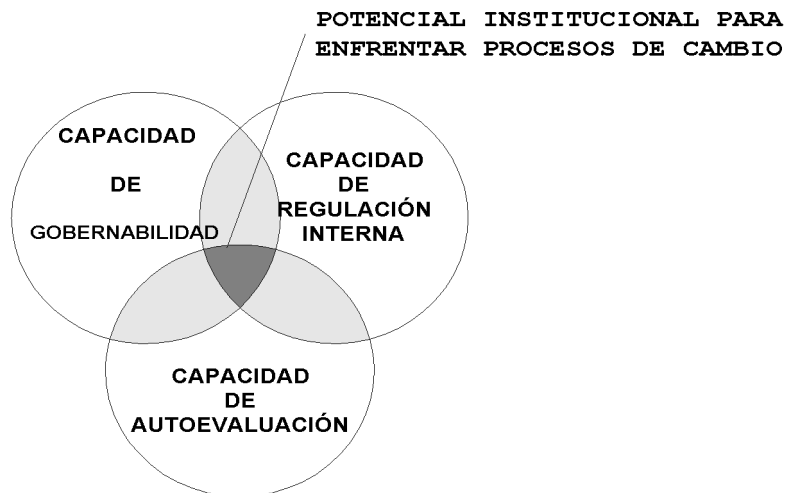 POTENCIAL INSTITUCIONAL PARA
ENFRENTAR PROCESOS DE CAMBIO
CAPACIDAD
DE
GOBERNABILIDAD
CAPACIDAD
DE
REGULACIÓN
INTERNA
CAPACIDAD
DE
AUTOEVALUACIÓN